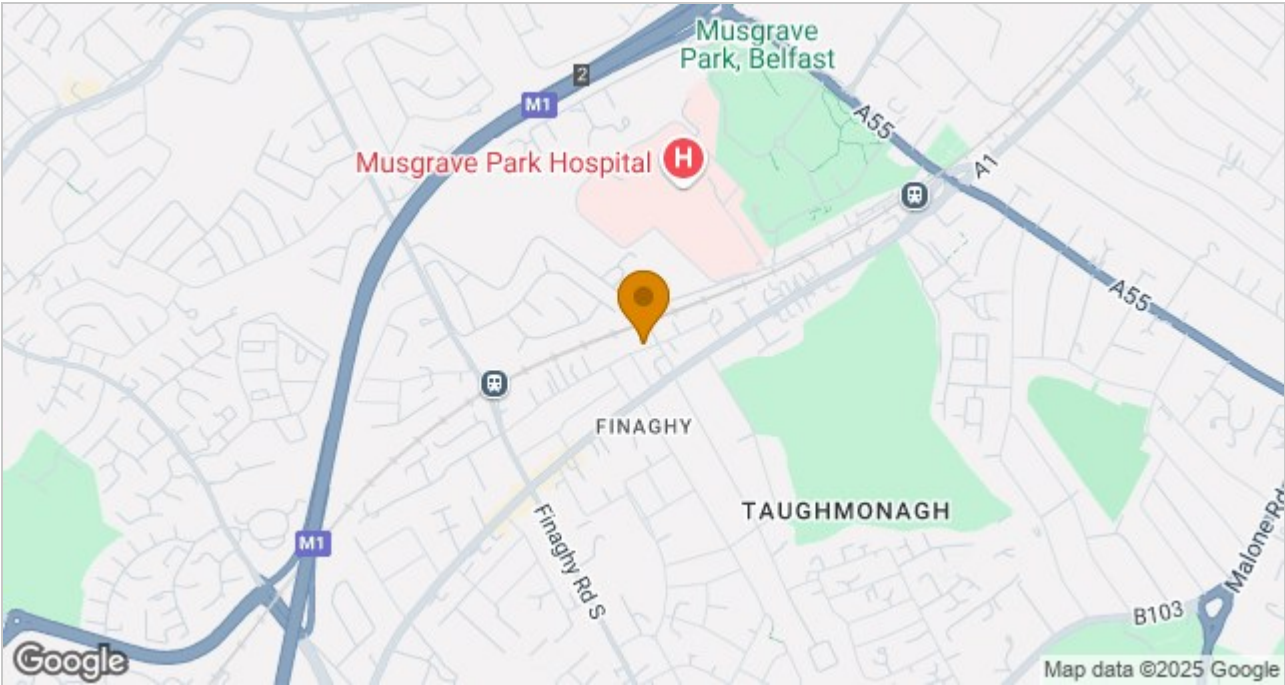 Musgrave
Park, Belfast
2
M1
A55
Musgrave Park Hospital
H
A1
A55
FINAGHY
TAUGHMONAGH
Finaghy Rd S
M1
Malone Rd
B103
Google
Map data ©2025 Google